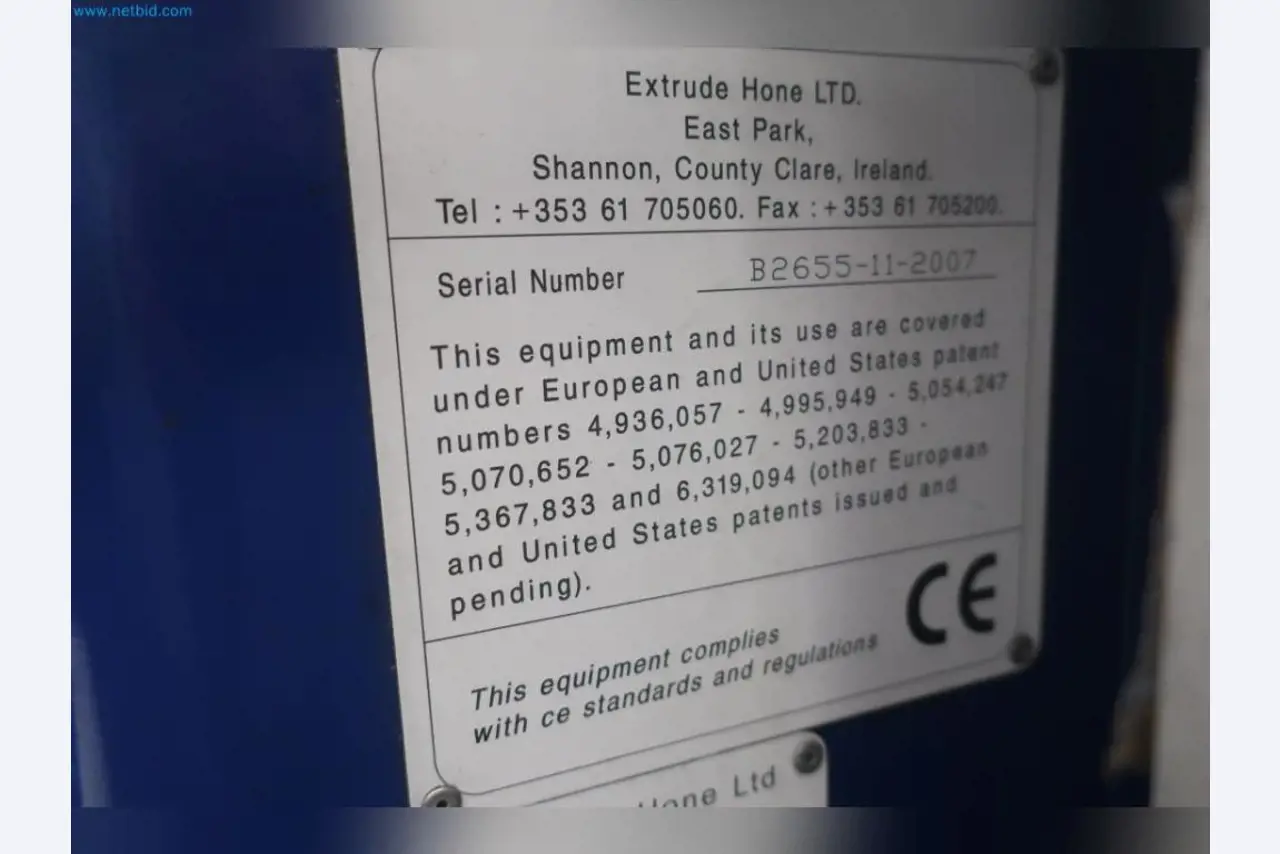 www.netbid.com
Extrude Hone LTD.
East Park,
Shannon, County Clare, Ireland.
Tel : +353 61 705060. Fax : + 353 61 705200.
Serial Number B2655-11-2007
This equipment and its use are covered
under European and United States patent
numbers 4,936,057 - 4,995,949 - 5,054,247
5,070,652 - 5,076,027 - 5,203,833 -
5,367,833 and 6,319,094 (other European
and United States patents issued and
pending).
CE
This equipment complies
with ce standards and regulations
Hone Ltd